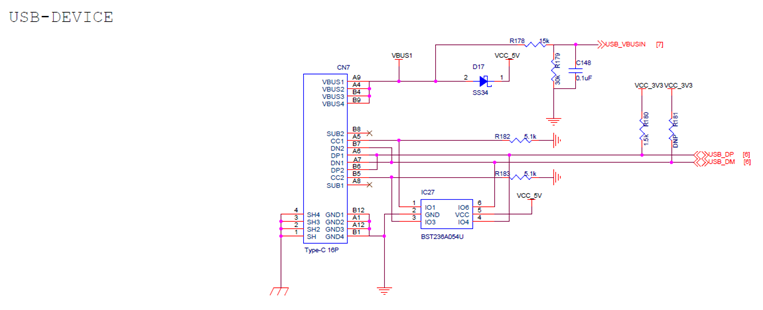 USB-DEVICE
R178 15k
USB_VBUSIN [7]
VBUS1
VCC_5V
D17
2 1
SS34
R179
30k
C148
0.1uF
CN7
VBUS1 A9
VBUS2 A4
VBUS3 B4
VBUS4 B9
SUB2 B8
CC1 A5
DN2 B7
DP1 A6
DN1 A7
DP2 B6
CC2 B5
SUB1 A8
4 SH4 GND1 B12
3 SH3 GND2 A1
2 SH2 GND3 A12
1 SH GND4 B1
Type-C 16P
R182 5.1k
R183 5.1k
IC27
1 IO1 IO6 6
2 GND VCC 5
3 IO3 IO4 4
BST236A054U
VCC_5V
VCC_3V3 VCC_3V3
R180
1.5k
R181
DNP
USB_DP [6]
USB_DM [6]